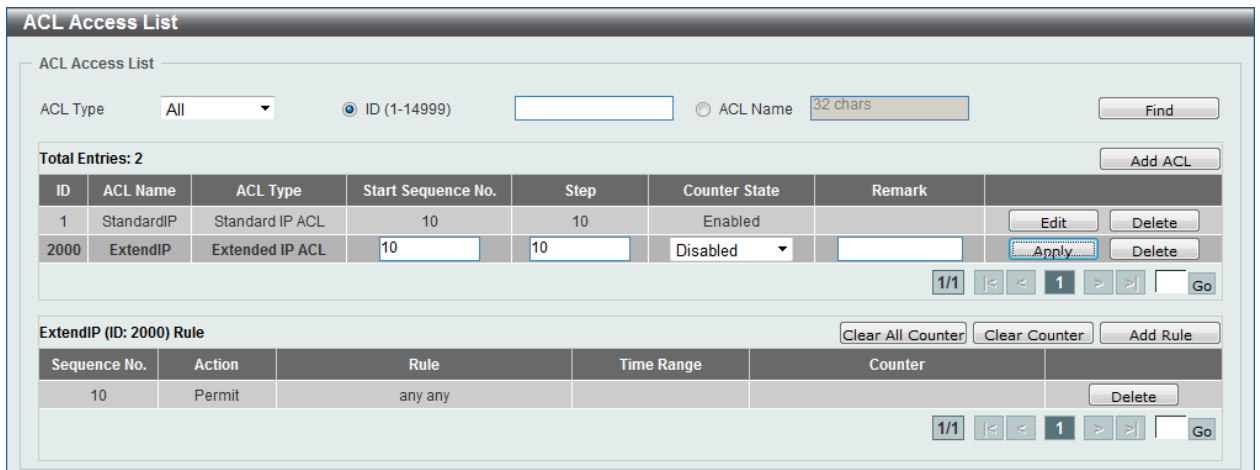 ACL Access List
ACL Access List
ACL Type All ID (1-14999) ACL Name 32 chars Find
Total Entries: 2 Add ACL
ID ACL Name ACL Type Start Sequence No. Step Counter State Remark
1 StandardIP Standard IP ACL 10 10 Enabled Edit Delete
2000 ExtendIP Extended IP ACL 10 10 Disabled Apply Delete
1/1 |< < 1 > >| Go
ExtendIP (ID: 2000) Rule Clear All Counter Clear Counter Add Rule
Sequence No. Action Rule Time Range Counter
10 Permit any any Delete
1/1 |< < 1 > >| Go